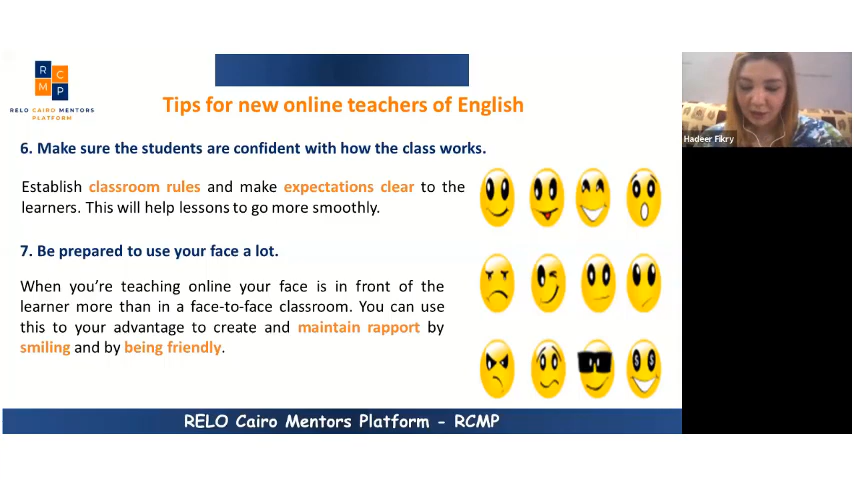 R
C
M
P
RELO CAIRO MENTORS
PLATFORM
Tips for new online teachers of English
6. Make sure the students are confident with how the class works.
Establish classroom rules and make expectations clear to the
learners. This will help lessons to go more smoothly.
7. Be prepared to use your face a lot.
When you’re teaching online your face is in front of the
learner more than in a face-to-face classroom. You can use
this to your advantage to create and maintain rapport by
smiling and by being friendly.
RELO Cairo Mentors Platform - RCMP
Hadeer Fikry